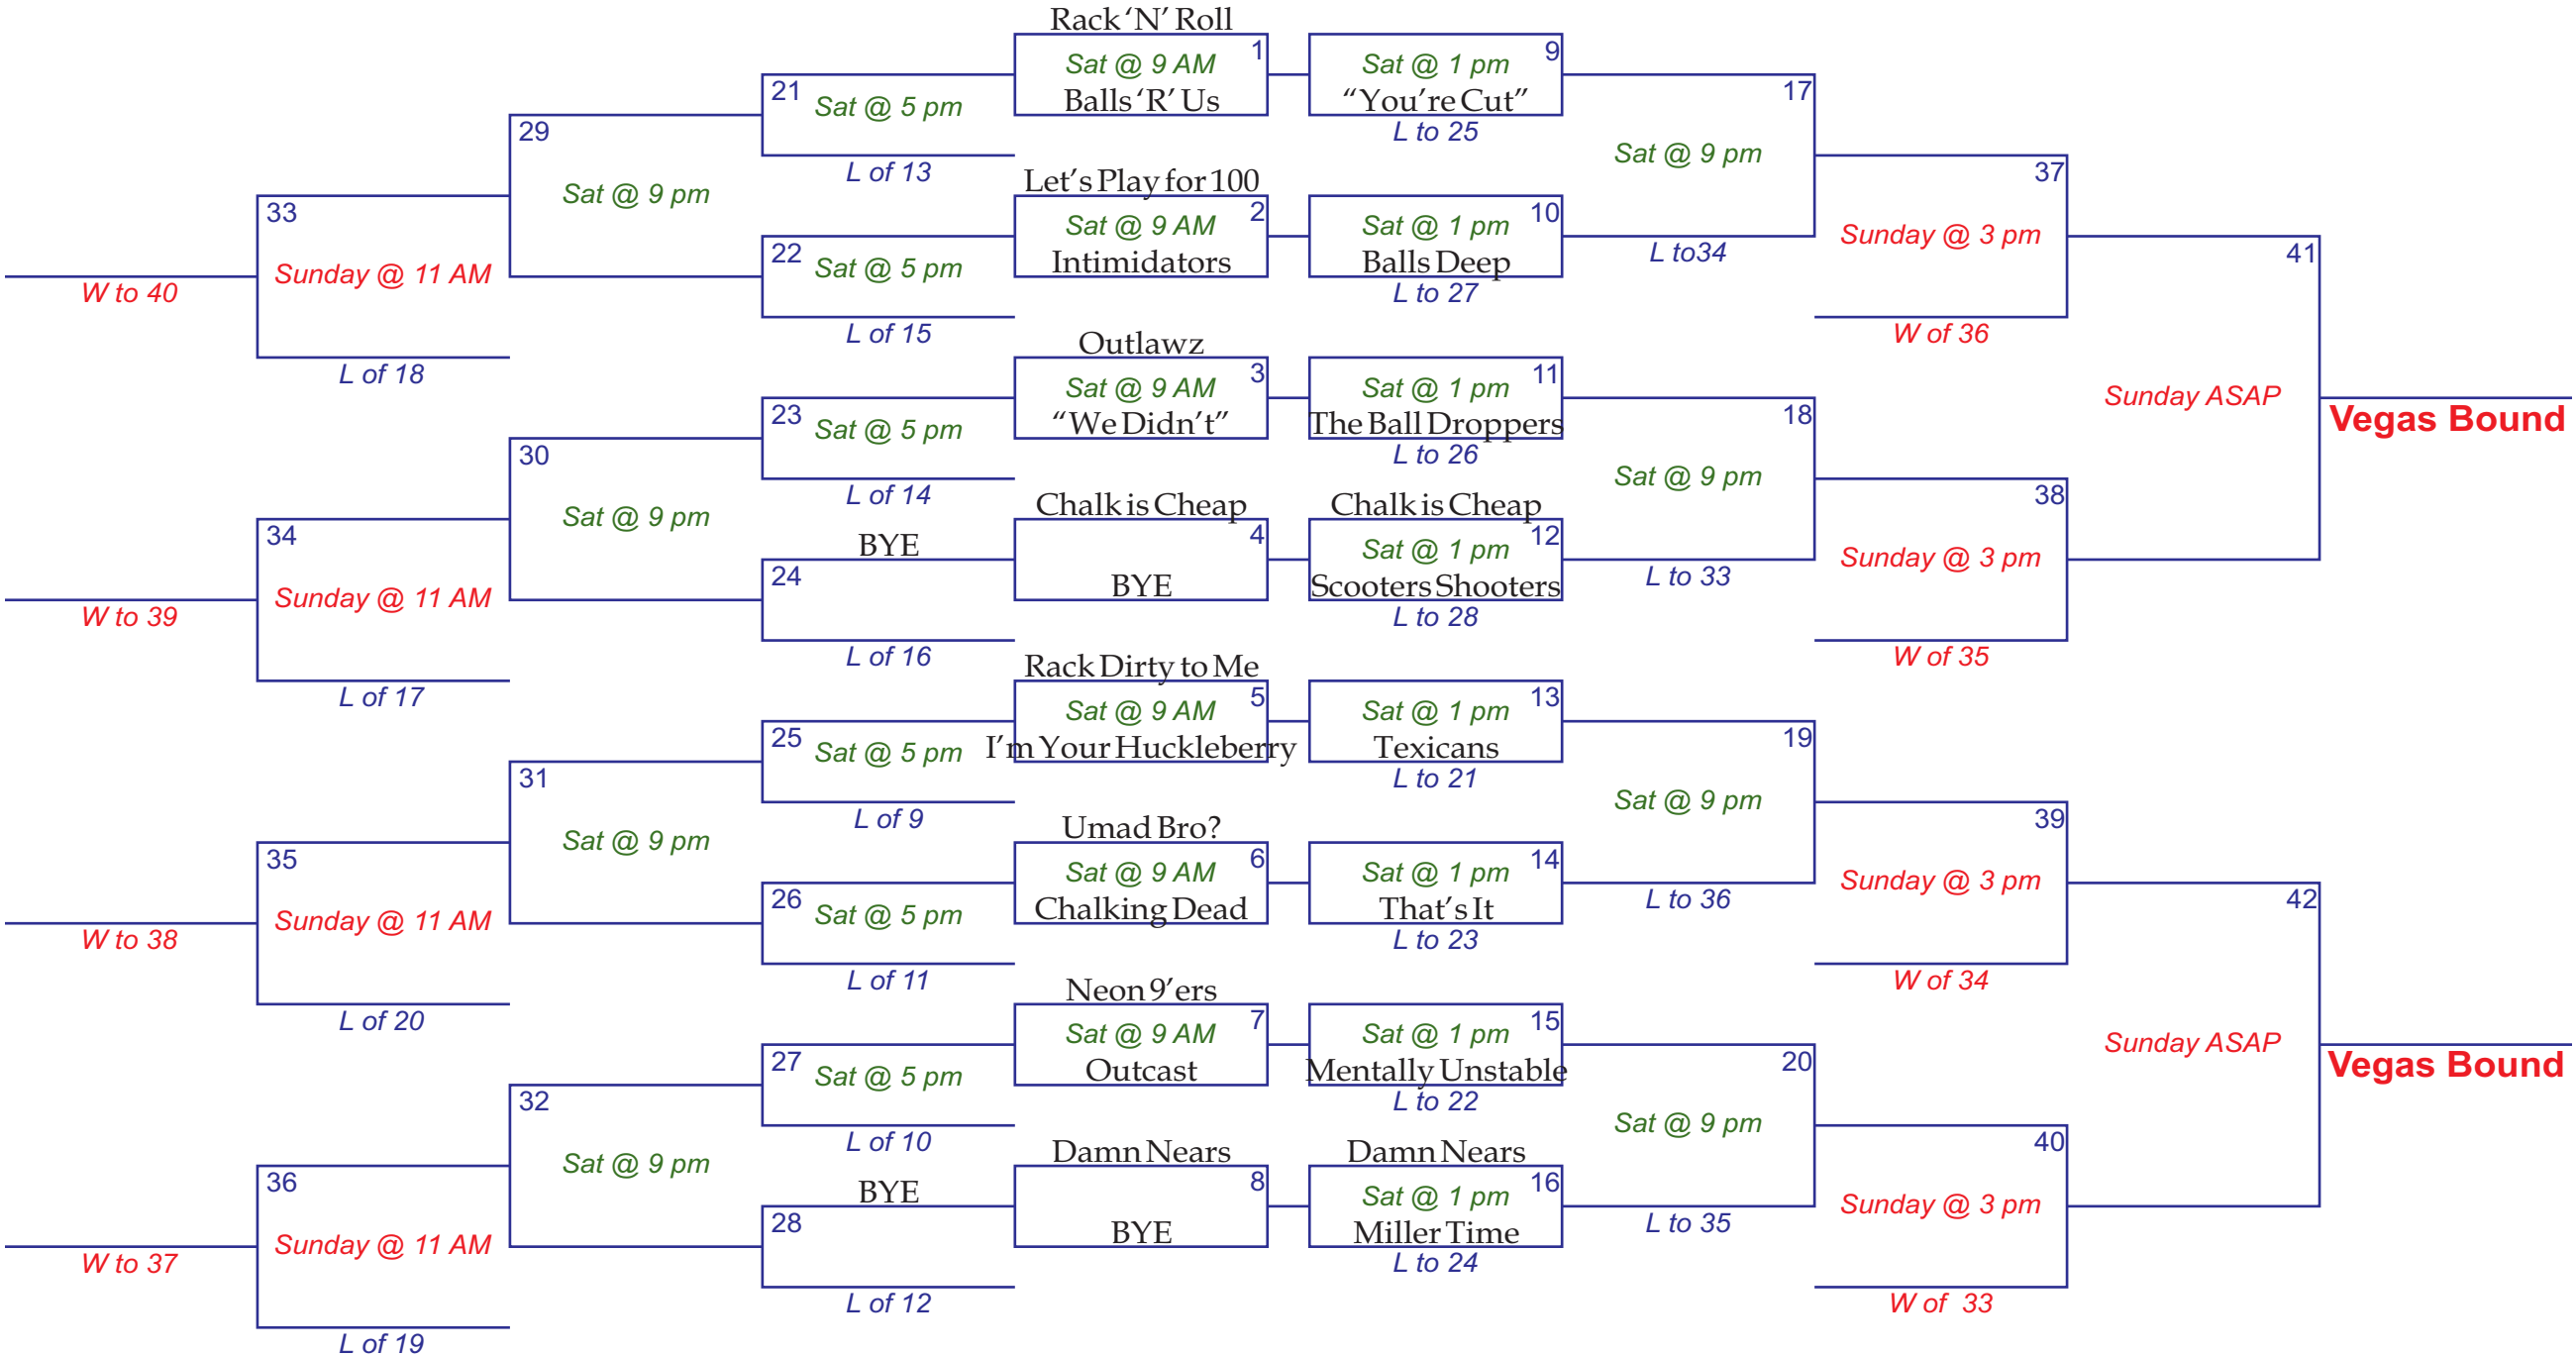 Rack ‘N’ Roll
1
Sat @ 9 AM
Balls ‘R’ Us
9
Sat @ 1 pm
“You’re Cut”
L to 25
21
Sat @ 5 pm
L of 13
17
Sat @ 9 pm
29
Sat @ 9 pm
37
Sunday @ 3 pm
Let’s Play for 100
2
Sat @ 9 AM
Intimidators
10
Sat @ 1 pm
Balls Deep
L to 27
33
Sunday @ 11 AM
W to 40
L of 18
22
Sat @ 5 pm
L of 15
L to34
W of 36
41
Sunday ASAP
Vegas Bound
Outlawz
3
Sat @ 9 AM
“We Didn’t”
11
Sat @ 1 pm
The Ball Droppers
L to 26
23
Sat @ 5 pm
L of 14
18
Sat @ 9 pm
30
Sat @ 9 pm
38
Sunday @ 3 pm
Chalk is Cheap
4
BYE
Chalk is Cheap
12
Sat @ 1 pm
Scooters Shooters
L to 28
34
Sunday @ 11 AM
W to 39
L of 17
BYE
24
L of 16
L to 33
W of 35
Rack Dirty to Me
5
Sat @ 9 AM
I’m Your Huckleberry
13
Sat @ 1 pm
Texicans
L to 21
25
Sat @ 5 pm
L of 9
19
Sat @ 9 pm
31
Sat @ 9 pm
39
Sunday @ 3 pm
Umad Bro?
6
Sat @ 9 AM
Chalking Dead
14
Sat @ 1 pm
That’s It
L to 23
35
Sunday @ 11 AM
W to 38
L of 20
26
Sat @ 5 pm
L of 11
L to 36
W of 34
42
Sunday ASAP
Vegas Bound
Neon 9’ers
7
Sat @ 9 AM
Outcast
15
Sat @ 1 pm
Mentally Unstable
L to 22
27
Sat @ 5 pm
L of 10
20
Sat @ 9 pm
32
Sat @ 9 pm
40
Sunday @ 3 pm
Damn Nears
8
BYE
Damn Nears
16
Sat @ 1 pm
Miller Time
L to 24
36
Sunday @ 11 AM
W to 37
L of 19
BYE
28
L of 12
L to 35
W of 33